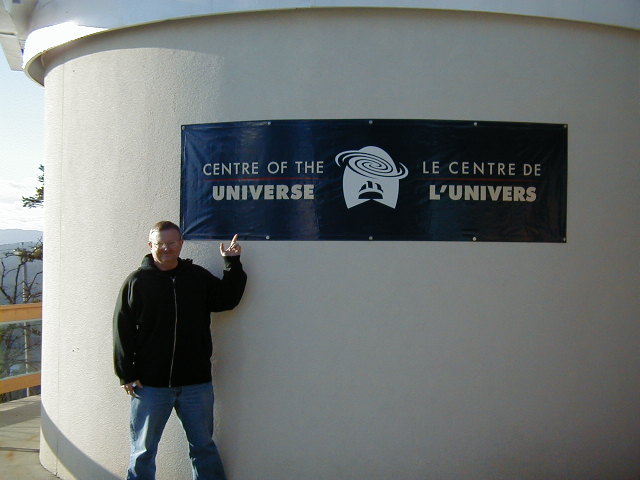 CENTRE OF THE
UNIVERSE
LE CENTRE DE
L'UNIVERS